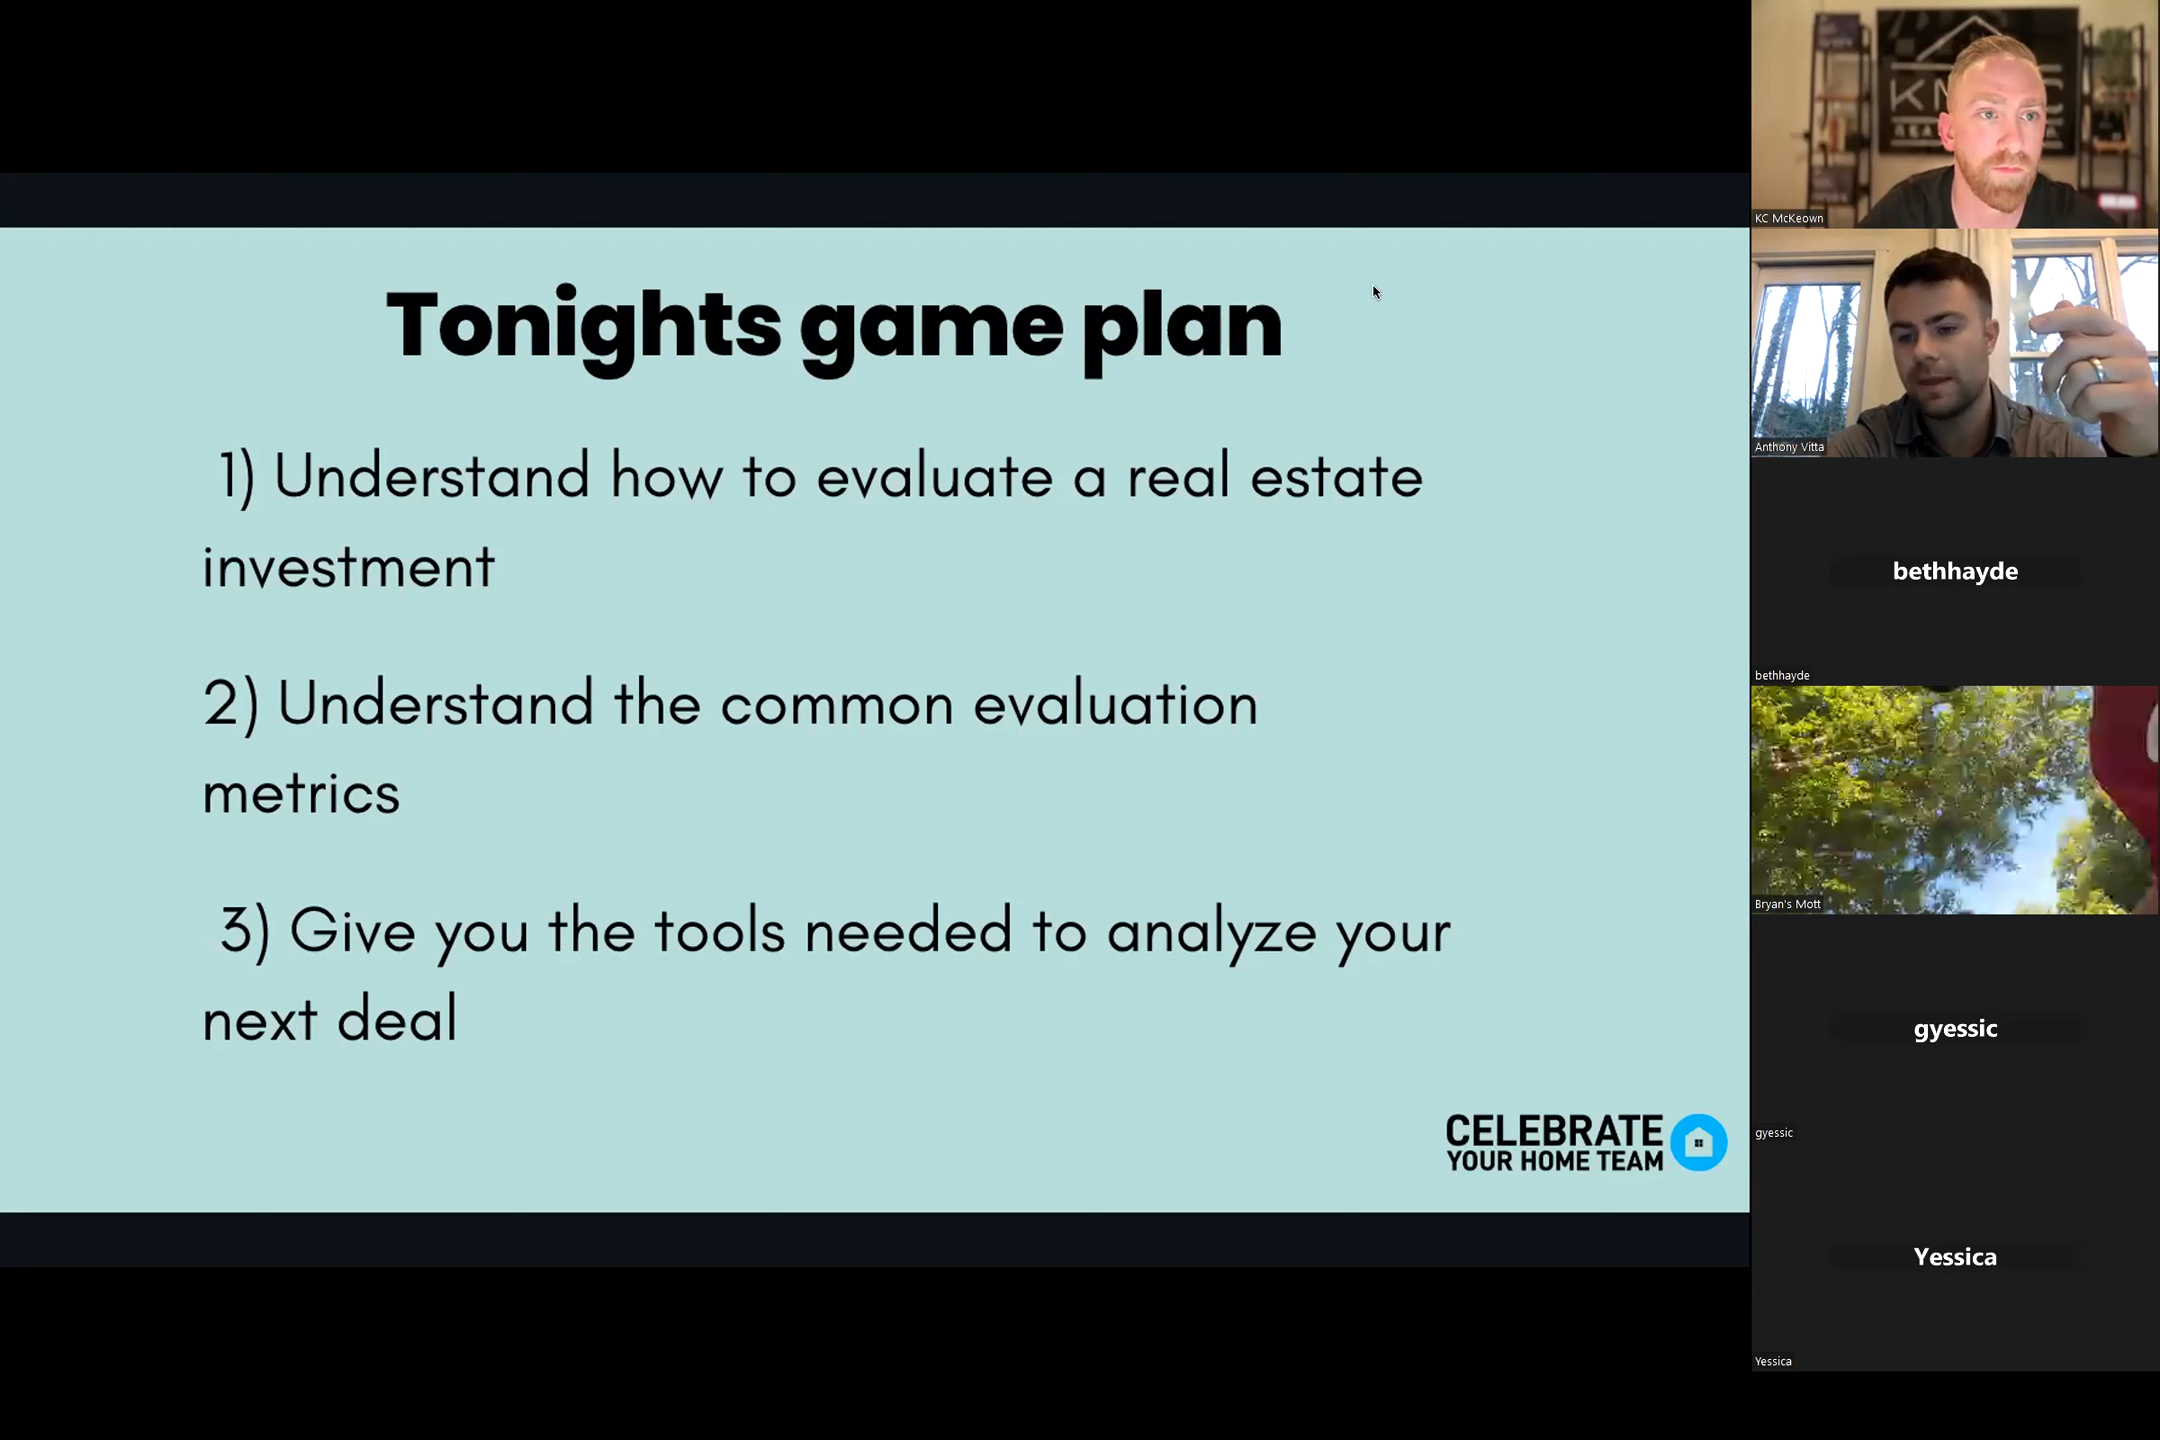 Tonights game plan
1) Understand how to evaluate a real estate
investment
2) Understand the common evaluation
metrics
3) Give you the tools needed to analyze your
next deal
CELEBRATE
YOUR HOME TEAM
KC McKeown
Anthony Vitta
bethhayde
bethhayde
Bryan's Mott
gyessic
gyessic
Yessica
Yessica